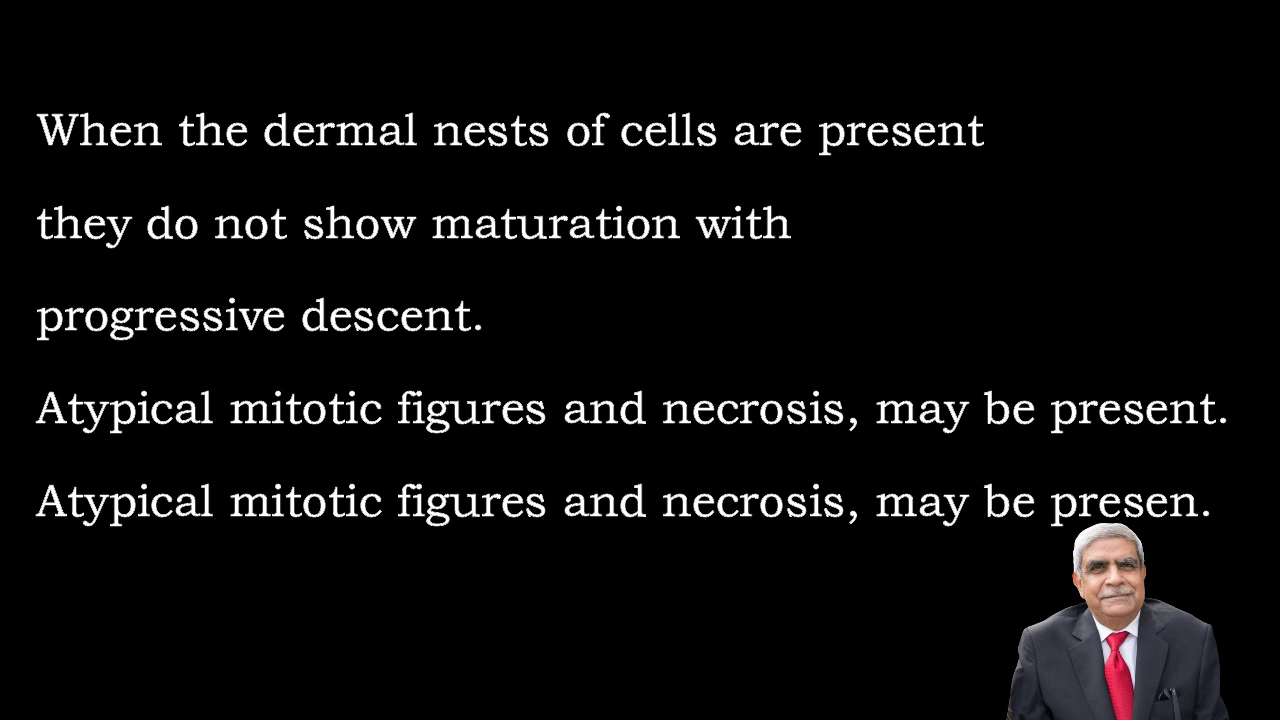 When the dermal nests of cells are present
they do not show maturation with
progressive descent.
Atypical mitotic figures and necrosis, may be present.
Atypical mitotic figures and necrosis, may be presen.